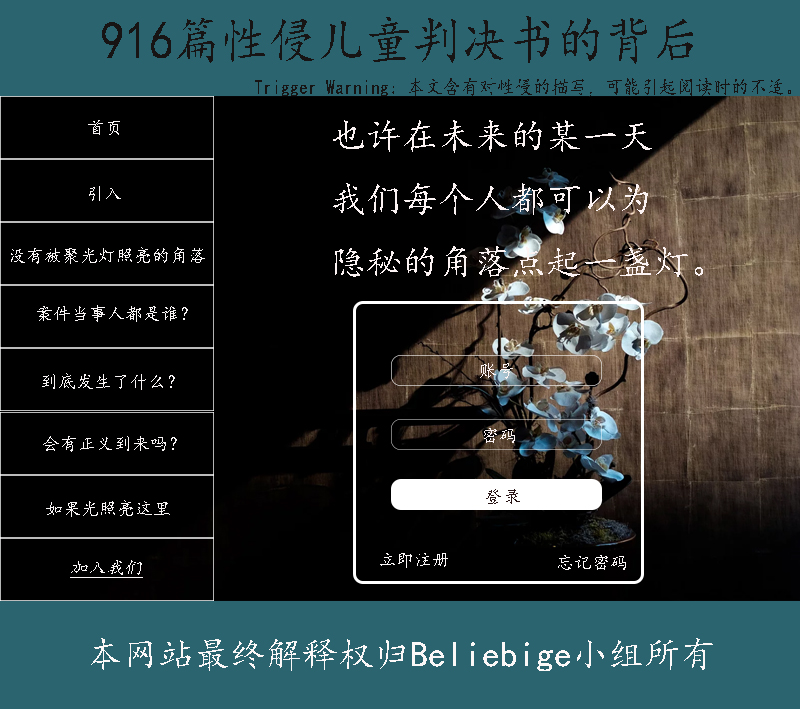 916篇性侵儿童判决书的背后
Trigger Warning: 本文含有对性侵的描写，可能引起阅读时的不适。
首页
引入
没有被聚光灯照亮的角落
案件当事人都是谁？
到底发生了什么？
会有正义到来吗？
如果光照亮这里
加入我们
也许在未来的某一天
我们每个人都可以为
隐秘的角落点起一盏灯。
账号
密码
登录
立即注册 忘记密码
本网站最终解释权归Beliebige小组所有